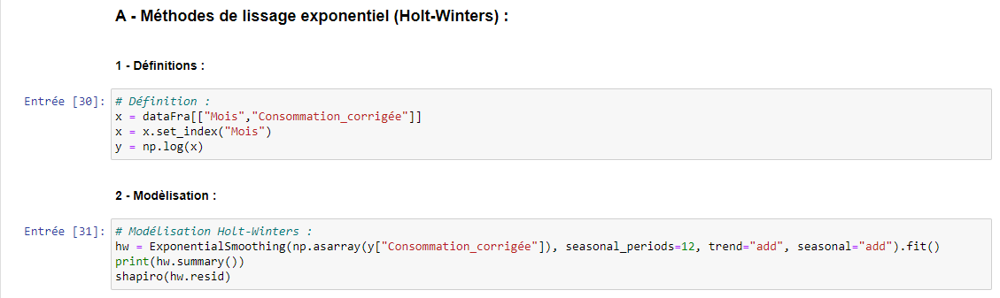 A - Méthodes de lissage exponentiel (Holt-Winters) :
1 - Définitions :
Entrée [30]:
# Définition :
x = dataFra[["Mois","Consommation_corrigée"]]
x = x.set_index("Mois")
y = np.log(x)
2 - Modèlisation :
Entrée [31]:
# Modélisation Holt-Winters :
hw = ExponentialSmoothing(np.asarray(y["Consommation_corrigée"]), seasonal_periods=12, trend="add", seasonal="add").fit()
print(hw.summary())
shapiro(hw.resid)